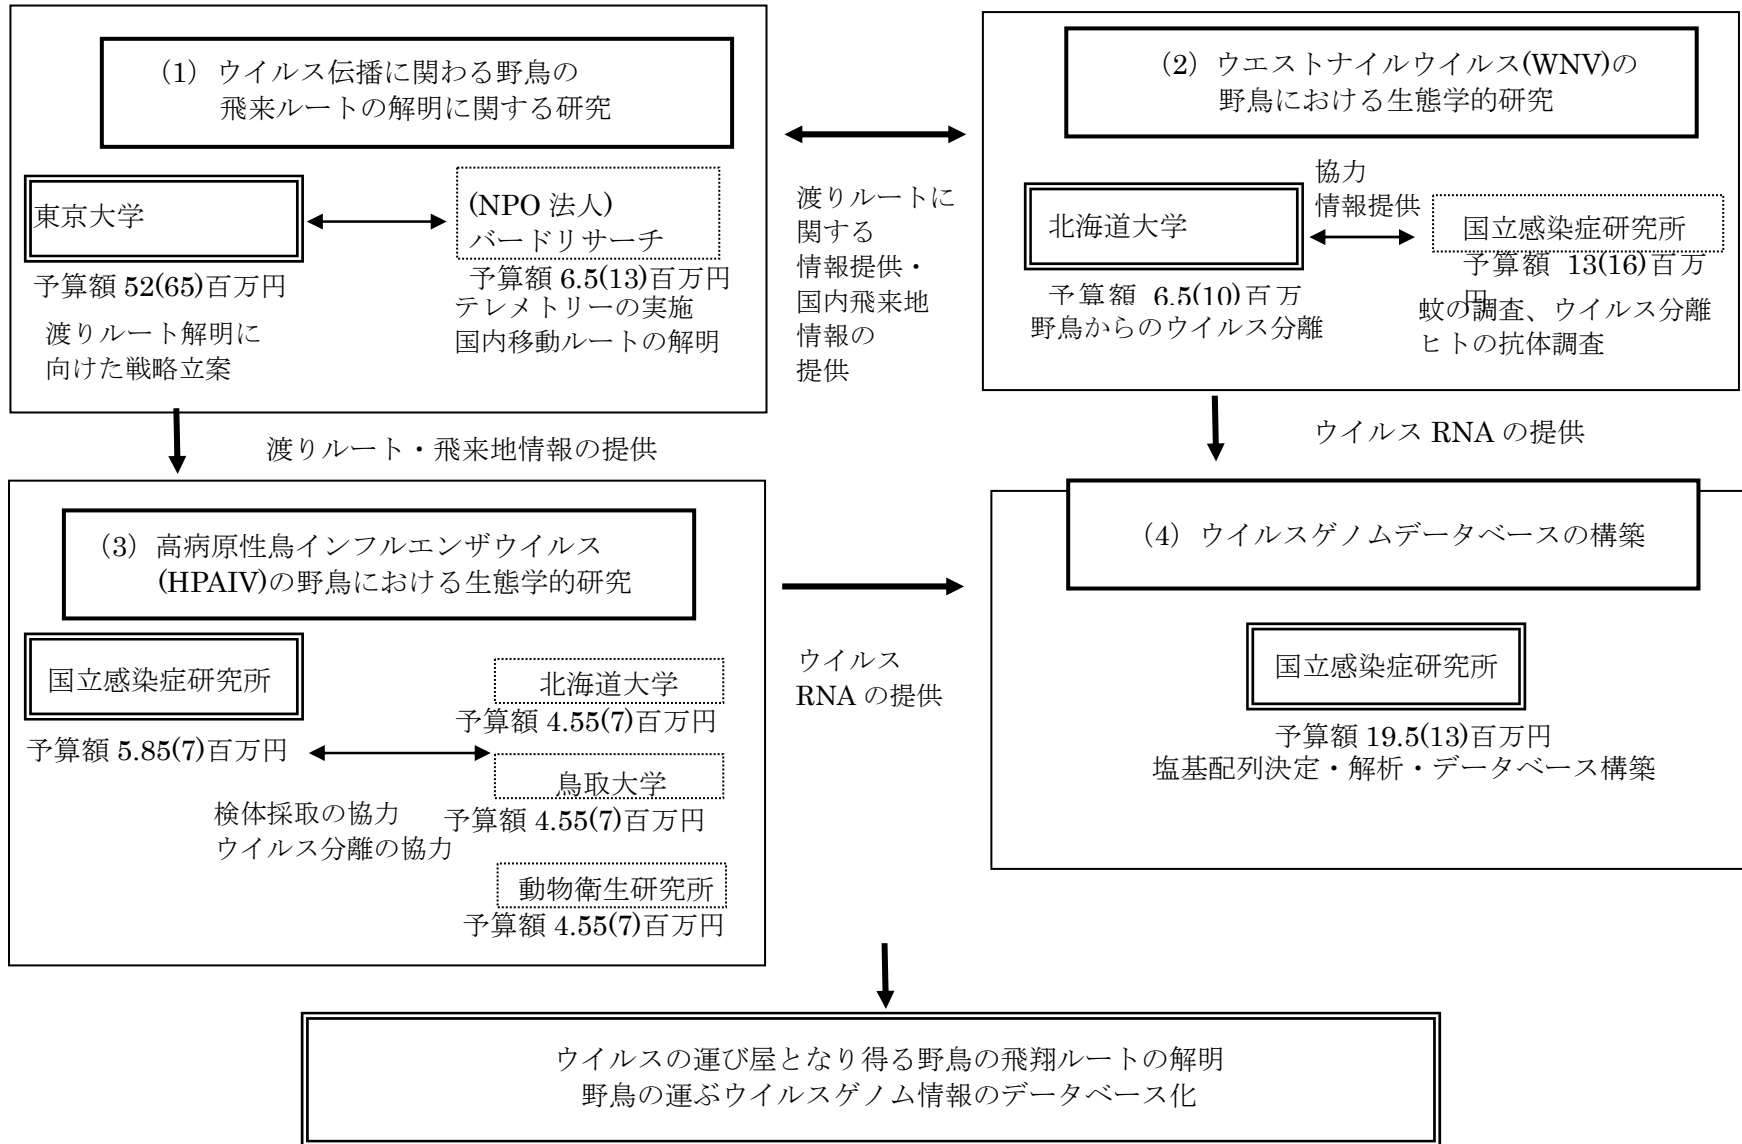 (1) ウイルス伝播に関わる野鳥の
飛来ルートの解明に関する研究
東京大学
予算額 52(65)百万円
渡りルート解明に
向けた戦略立案
(NPO 法人)
バードリサーチ
予算額 6.5(13)百万円
テレメトリーの実施
国内移動ルートの解明
渡りルートに
関する
情報提供・
国内飛来地
情報の
提供
(2) ウエストナイルウイルス(WNV)の
野鳥における生態学的研究
北海道大学
予算額 6.5(10)百万
野鳥からのウイルス分離
協力
情報提供
国立感染症研究所
予算額 13(16)百万
円
蚊の調査、ウイルス分離
ヒトの抗体調査
渡りルート・飛来地情報の提供
ウイルス RNA の提供
(3) 高病原性鳥インフルエンザウイルス
(HPAIV)の野鳥における生態学的研究
国立感染症研究所
予算額 5.85(7)百万円
検体採取の協力
ウイルス分離の協力
北海道大学
予算額 4.55(7)百万円
鳥取大学
予算額 4.55(7)百万円
動物衛生研究所
予算額 4.55(7)百万円
ウイルス
RNA の提供
(4) ウイルスゲノムデータベースの構築
国立感染症研究所
予算額 19.5(13)百万円
塩基配列決定・解析・データベース構築
ウイルスの運び屋となり得る野鳥の飛翔ルートの解明
野鳥の運ぶウイルスゲノム情報のデータベース化